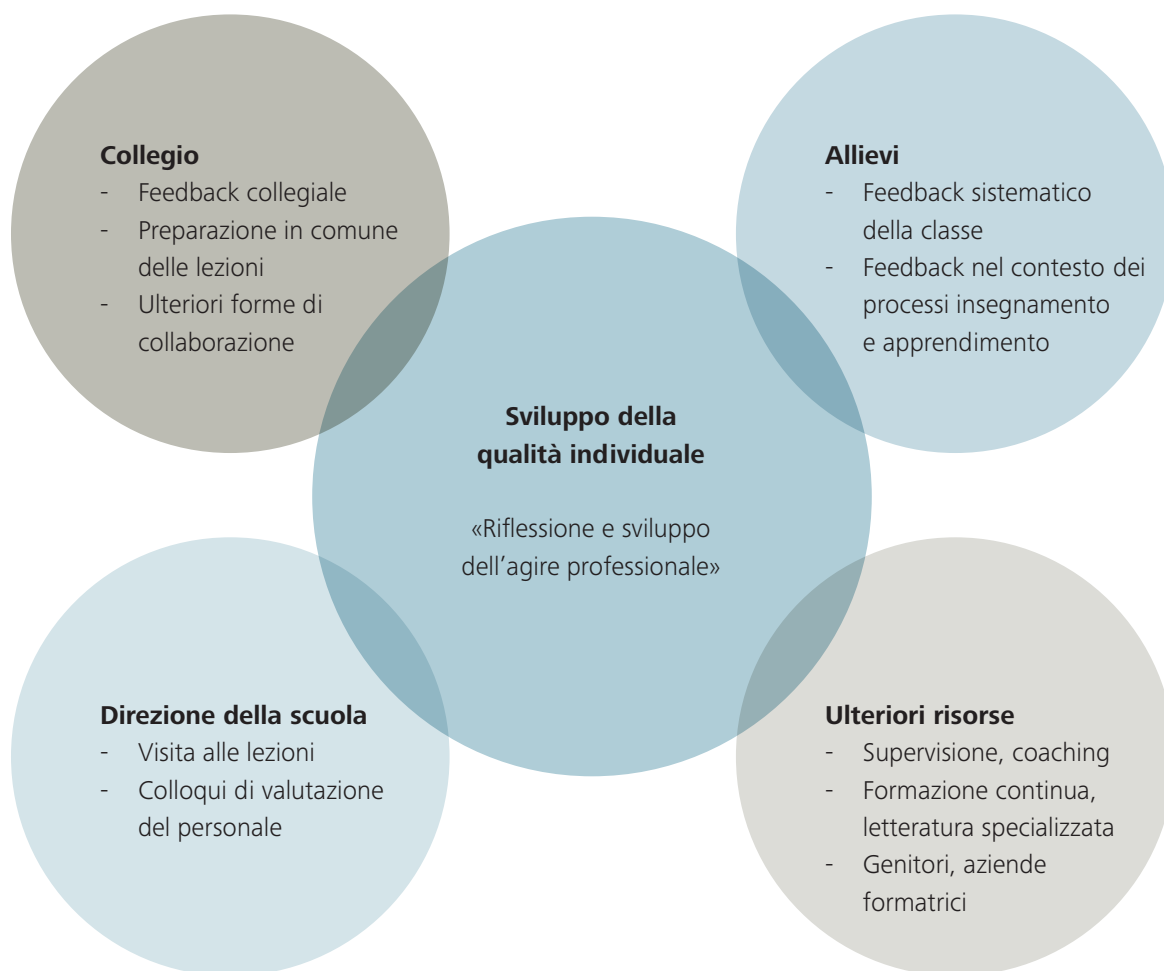 Collegio
- Feedback collegiale
- Preparazione in comune
delle lezioni
- Ulteriori forme di
collaborazione
Allievi
- Feedback sistematico
della classe
- Feedback nel contesto dei
processi insegnamento
e apprendimento
Sviluppo della
qualità individuale
«Riflessione e sviluppo
dell’agire professionale»
Direzione della scuola
- Visita alle lezioni
- Colloqui di valutazione
del personale
Ulteriori risorse
- Supervisione, coaching
- Formazione continua,
letteratura specializzata
- Genitori, aziende
formatrici